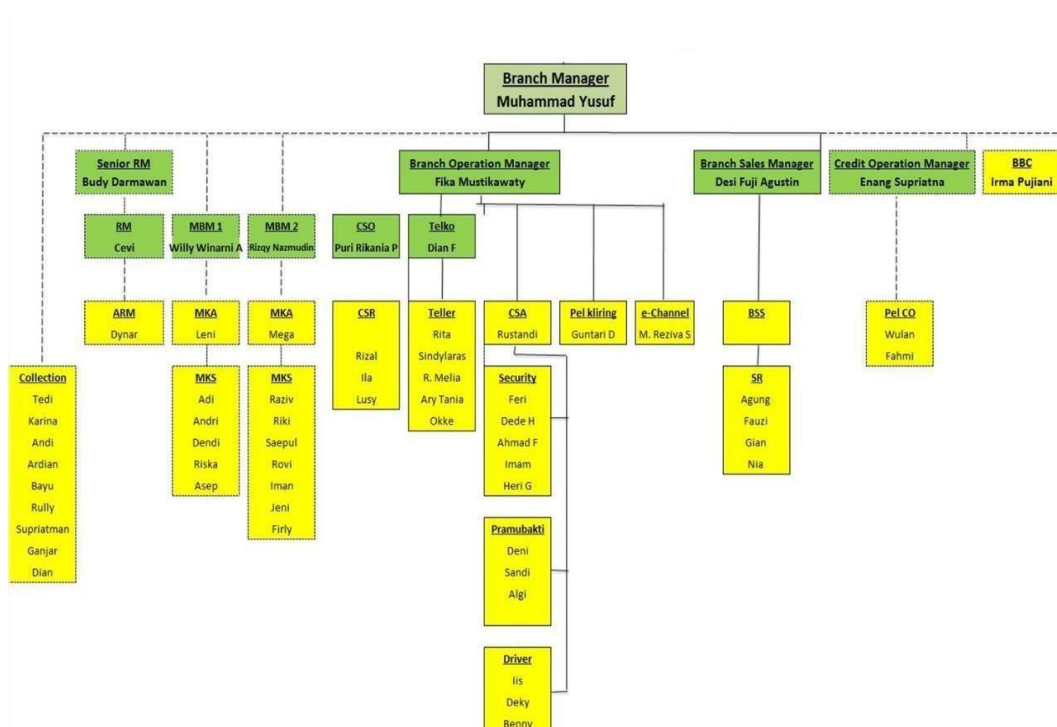 Branch Manager
Muhammad Yusuf
Senior RM
Budy Darmawan
Branch Operation Manager
Fika Mustikawaty
Branch Sales Manager
Desi Fuji Agustin
Credit Operation Manager
Enang Supriatna
BBC
Irma Pujiani
RM
Cevi
MBM 1
Willy Winarni A
MBM 2
Rizqy Nazmudin
CSO
Puri Rikania P
Telko
Dian F
ARM
Dynar
MKA
Leni
MKA
Mega
CSR
Rizal
Ila
Lusy
Teller
Rita
Sindylaras
R. Melia
Ary Tania
Okke
CSA
Rustandi
Pel kliring
Guntari D
e-Channel
M. Reziva S
BSS
Pel CO
Wulan
Fahmi
Collection
Tedi
Karina
Andi
Ardian
Bayu
Rully
Supriatman
Ganjar
Dian
MKS
Adi
Andri
Dendi
Riska
Asep
MKS
Raziv
Riki
Saepul
Rovi
Iman
Jeni
Firly
Security
Feri
Dede H
Ahmad F
Imam
Heri G
SR
Agung
Fauzi
Gian
Nia
Pramubakti
Deni
Sandi
Algi
Driver
Iis
Deky
Benny